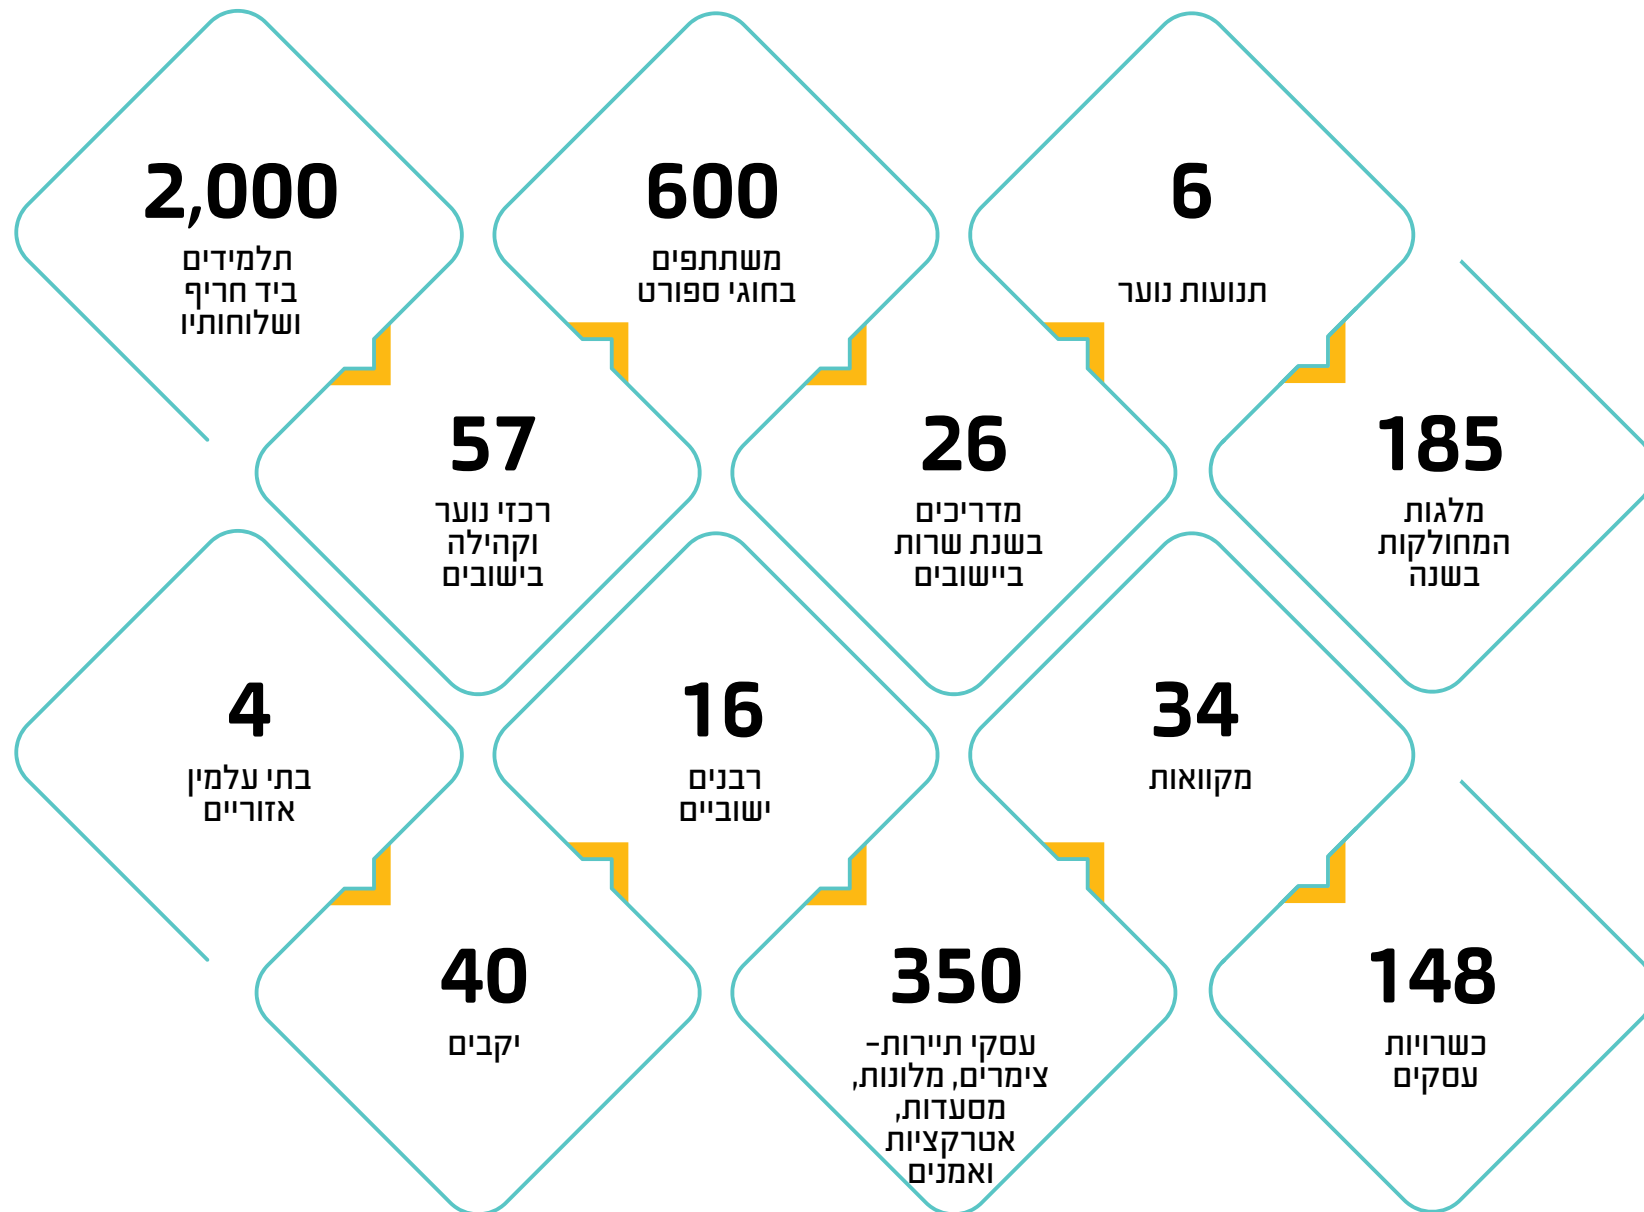 6
תנועות נוער
600
משתתפים
בחוגי ספורט
2,000
תלמידים
ביד חריף
ושלוחותיו
185
מלגות
המחולקות
בשנה
26
מדריכים
בשנת שרות
ביישובים
57
רכזי נוער
וקהילה
בישובים
34
מקוואות
16
רבנים
ישוביים
4
בתי עלמין
אזוריים
148
כשרויות
עסקים
350
עסקי תיירות-
צימרים, מלונות,
מסעדות,
אטרקציות
ואמנים
40
יקבים